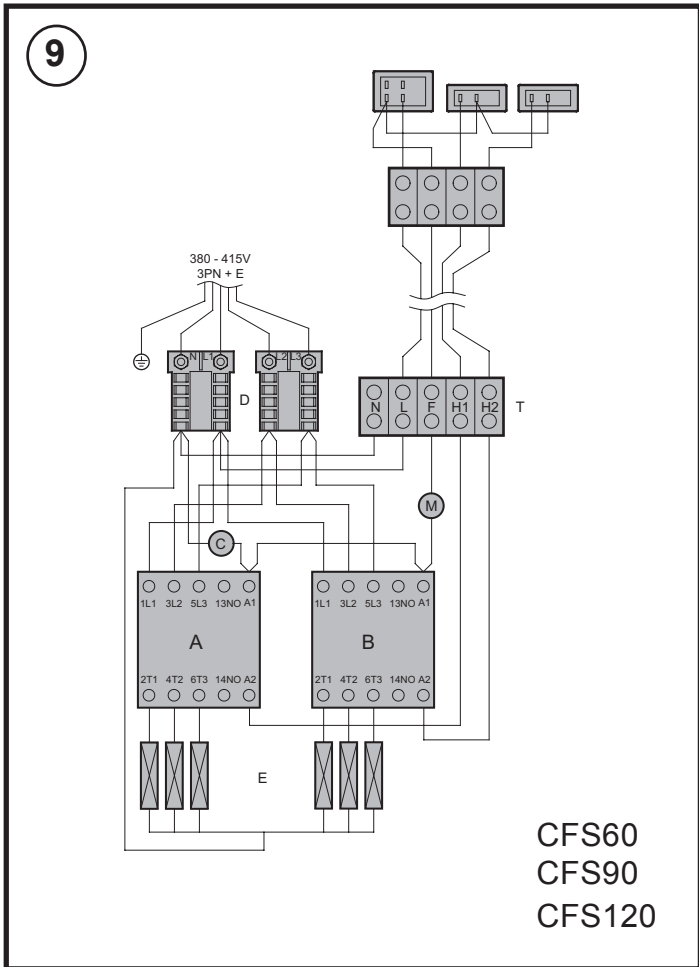 9
380 - 415V
3PN + E
N L1 L2 L3
D
N L F H1 H2 T
M
C
1L1 3L2 5L3 13NO A1 1L1 3L2 5L3 13NO A1
A B
2T1 4T2 6T3 14NO A2 2T1 4T2 6T3 14NO A2
E
CFS60
CFS90
CFS120